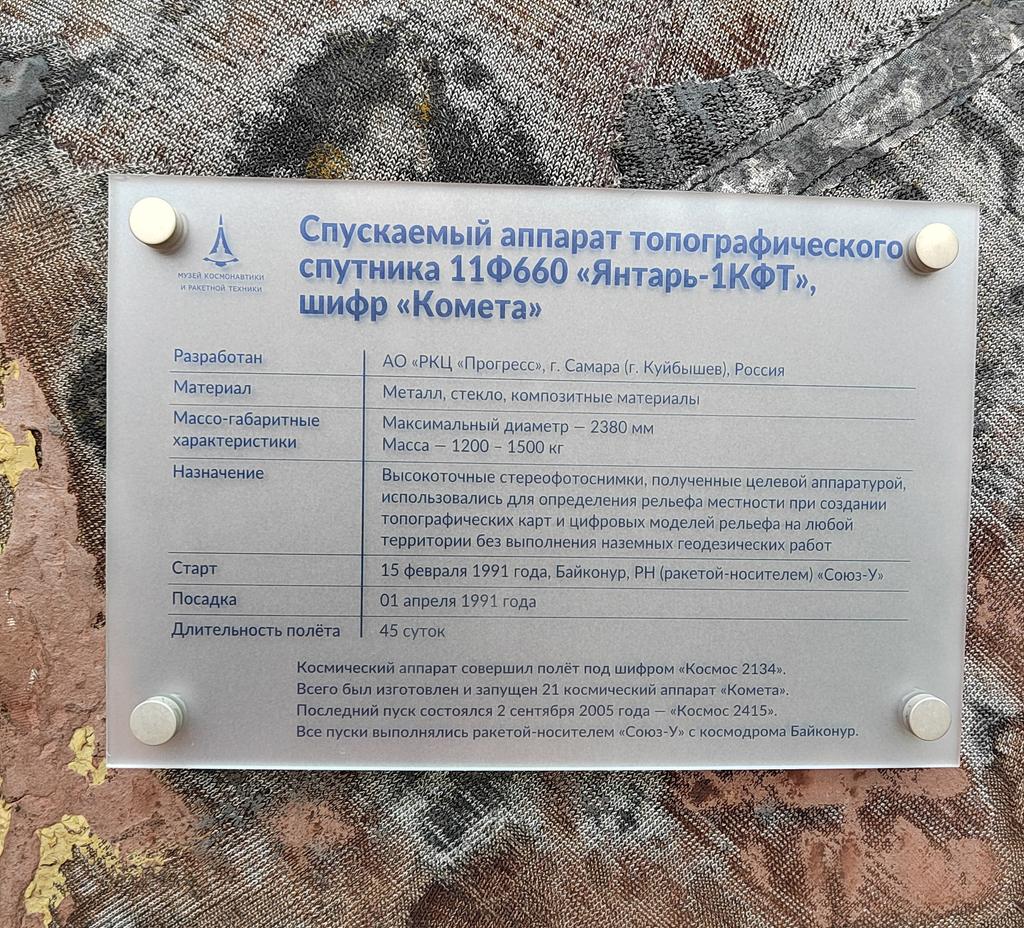 МУЗЕЙ КОСМОНАВТИКИ
И РАКЕТНОЙ ТЕХНИКИ
Спускаемый аппарат топографического
спутника 11Ф660 «Янтарь-1КФТ»,
шифр «Комета»
Разработан
АО «РКЦ «Прогресс», г. Самара (г. Куйбышев), Россия
Материал
Металл, стекло, композитные материалы
Массо-габаритные
характеристики
Максимальный диаметр — 2380 мм
Масса — 1200 – 1500 кг
Назначение
Высокоточные стереофотоснимки, полученные целевой аппаратурой,
использовались для определения рельефа местности при создании
топографических карт и цифровых моделей рельефа на любой
территории без выполнения наземных геодезических работ
Старт
15 февраля 1991 года, Байконур, РН (ракетой-носителем) «Союз-У»
Посадка
01 апреля 1991 года
Длительность полёта
45 суток
Космический аппарат совершил полёт под шифром «Космос 2134».
Всего был изготовлен и запущен 21 космический аппарат «Комета».
Последний пуск состоялся 2 сентября 2005 года — «Космос 2415».
Все пуски выполнялись ракетой-носителем «Союз-У» с космодрома Байконур.